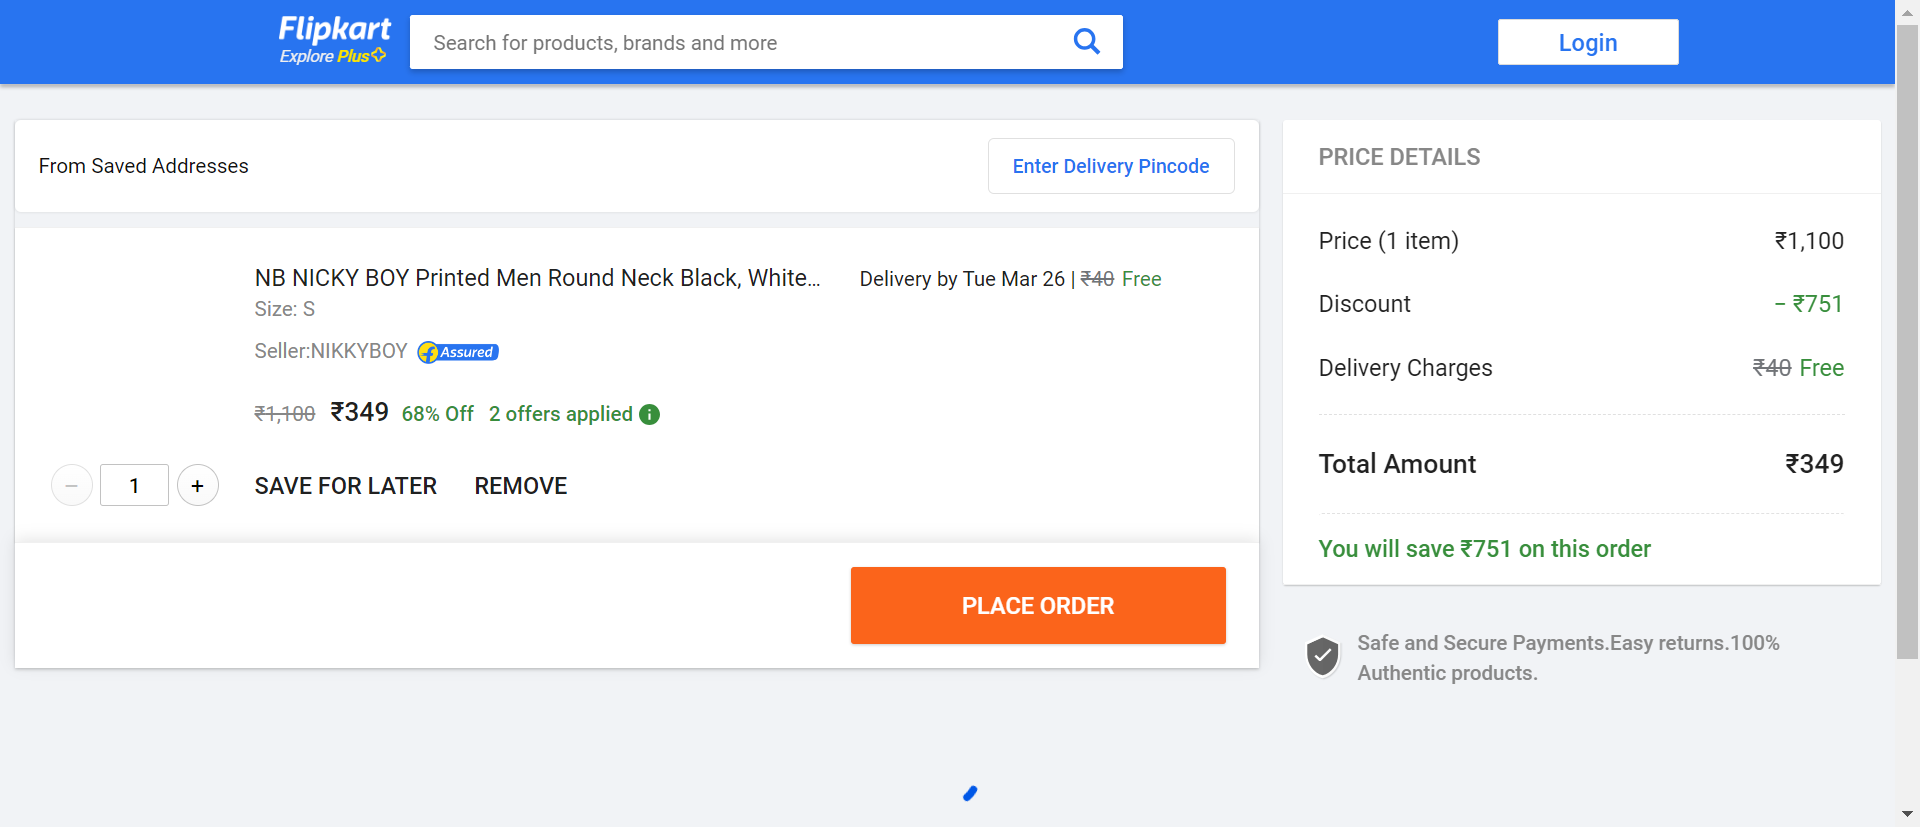 Flipkart
Explore Plus
Search for products, brands and more
Login
From Saved Addresses
Enter Delivery Pincode
NB NICKY BOY Printed Men Round Neck Black, White...
Delivery by Tue Mar 26 | ₹40 Free
Size: S
Seller:NIKKYBOY
f Assured
₹1,100 ₹349 68% Off 2 offers applied i
− 1 +
SAVE FOR LATER REMOVE
PLACE ORDER
PRICE DETAILS
Price (1 item) ₹1,100
Discount − ₹751
Delivery Charges ₹40 Free
Total Amount ₹349
You will save ₹751 on this order
Safe and Secure Payments.Easy returns.100%
Authentic products.